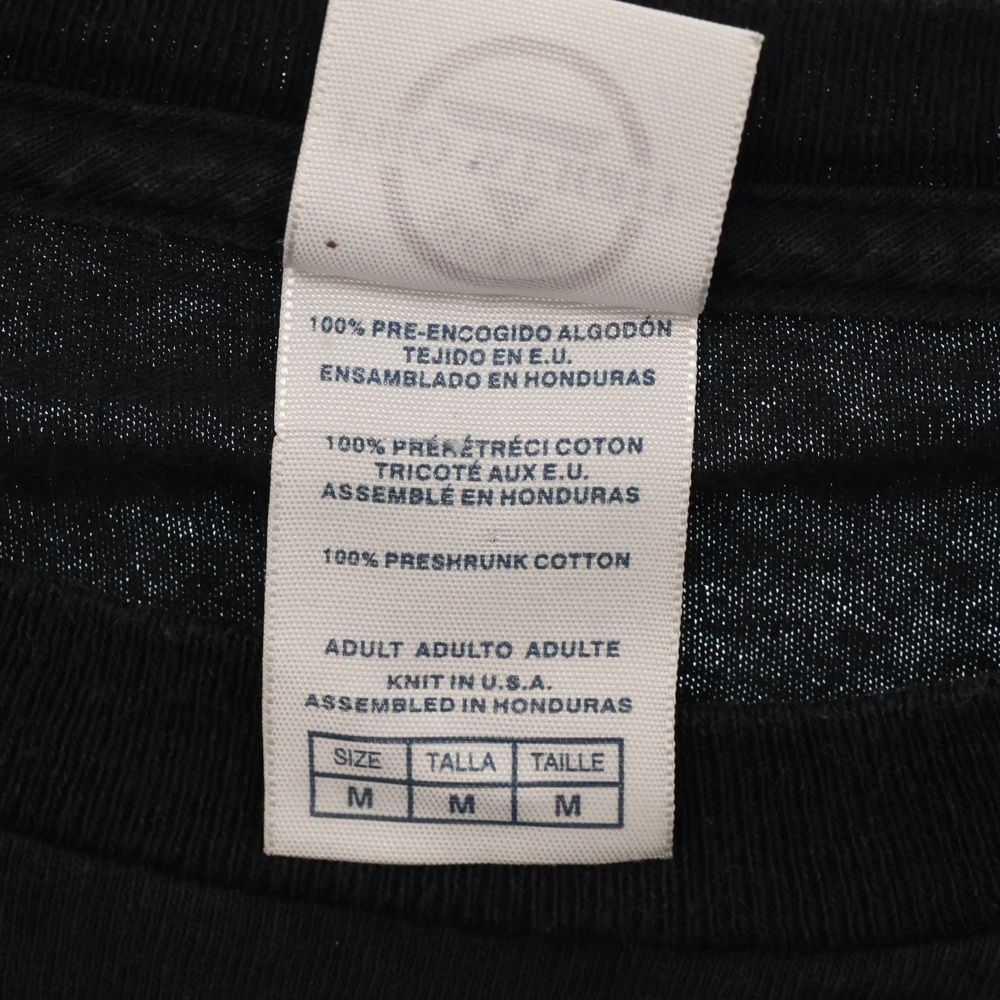 100% PRE-ENCOGIDO ALGODÓN
TEJIDO EN E.U.
ENSAMBLADO EN HONDURAS
100% PRÉRÉTRÉCI COTON
TRICOTÉ AUX E.U.
ASSEMBLÉ EN HONDURAS
100% PRESHRUNK COTTON
ADULT ADULTO ADULTE
KNIT IN U.S.A.
ASSEMBLED IN HONDURAS
SIZE TALLA TAILLE
M M M